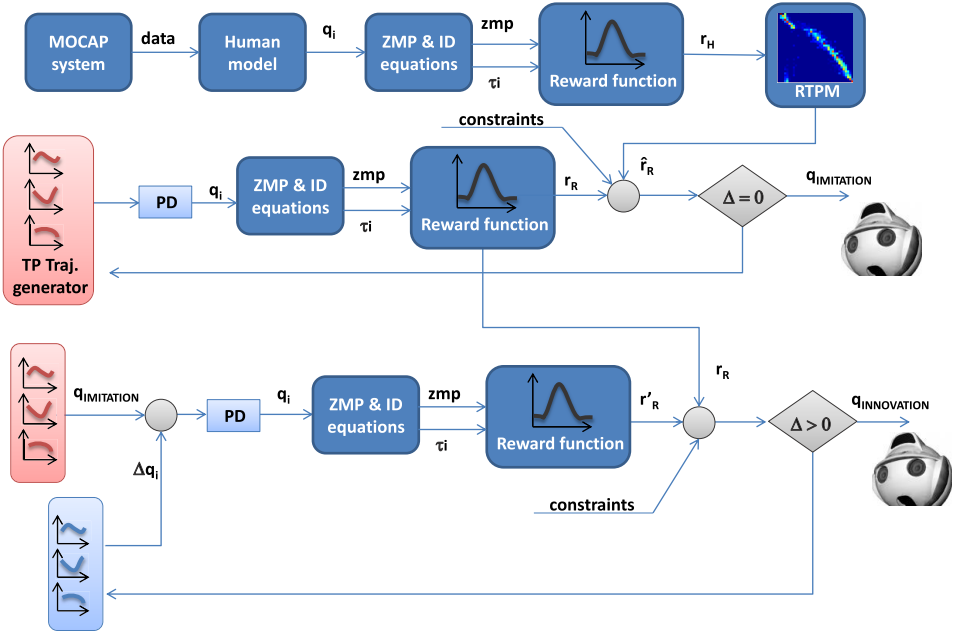 MOCAP
system
data
Human
model
qi
ZMP & ID
equations
zmp
τi
Reward function
rH
RTPM
constraints
TP Traj.
generator
PD
qi
ZMP & ID
equations
zmp
τi
Reward function
rR
r̂R
Δ = 0
qIMITATION
qIMITATION
Δqi
PD
qi
ZMP & ID
equations
zmp
τi
Reward function
r'R
rR
constraints
Δ > 0
qINNOVATION